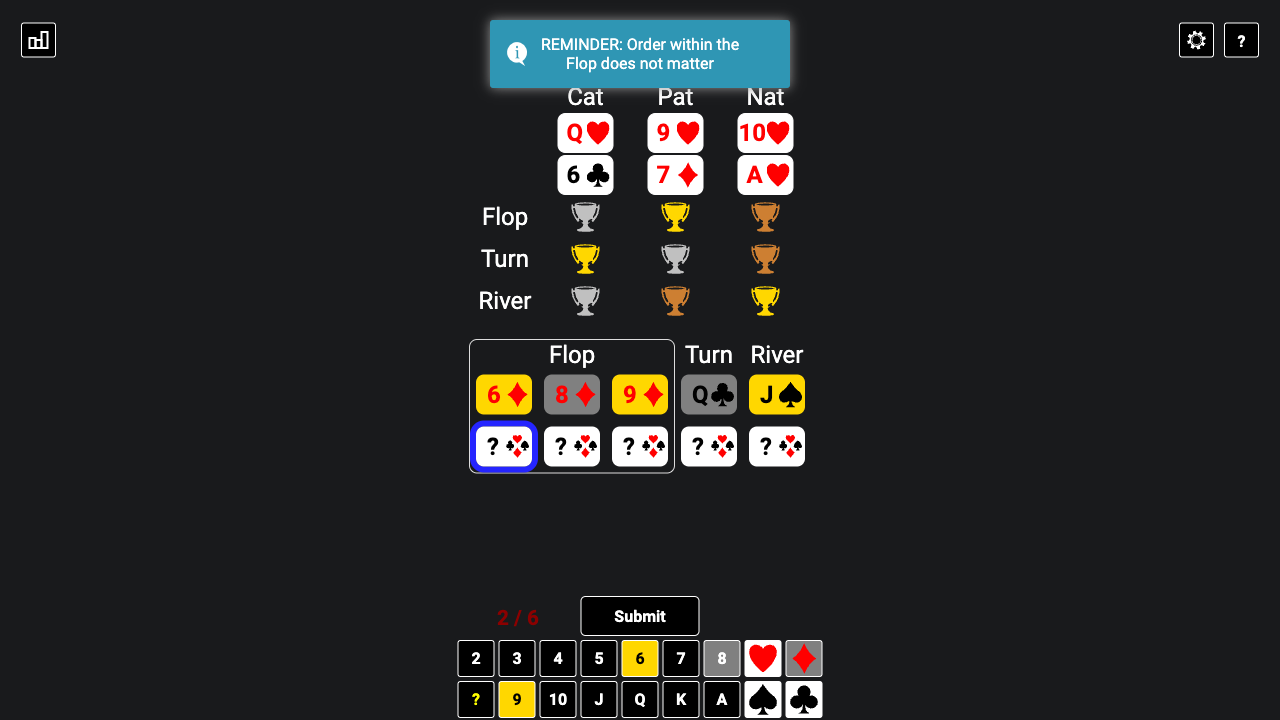 REMINDER: Order within the
Flop does not matter
?
Cat Pat Nat
Q 9 10
6 7 A
Flop
Turn
River
Flop Turn River
6 8 9 Q J
? ? ? ? ?
2 / 6 Submit
2 3 4 5 6 7 8
? 9 10 J Q K A